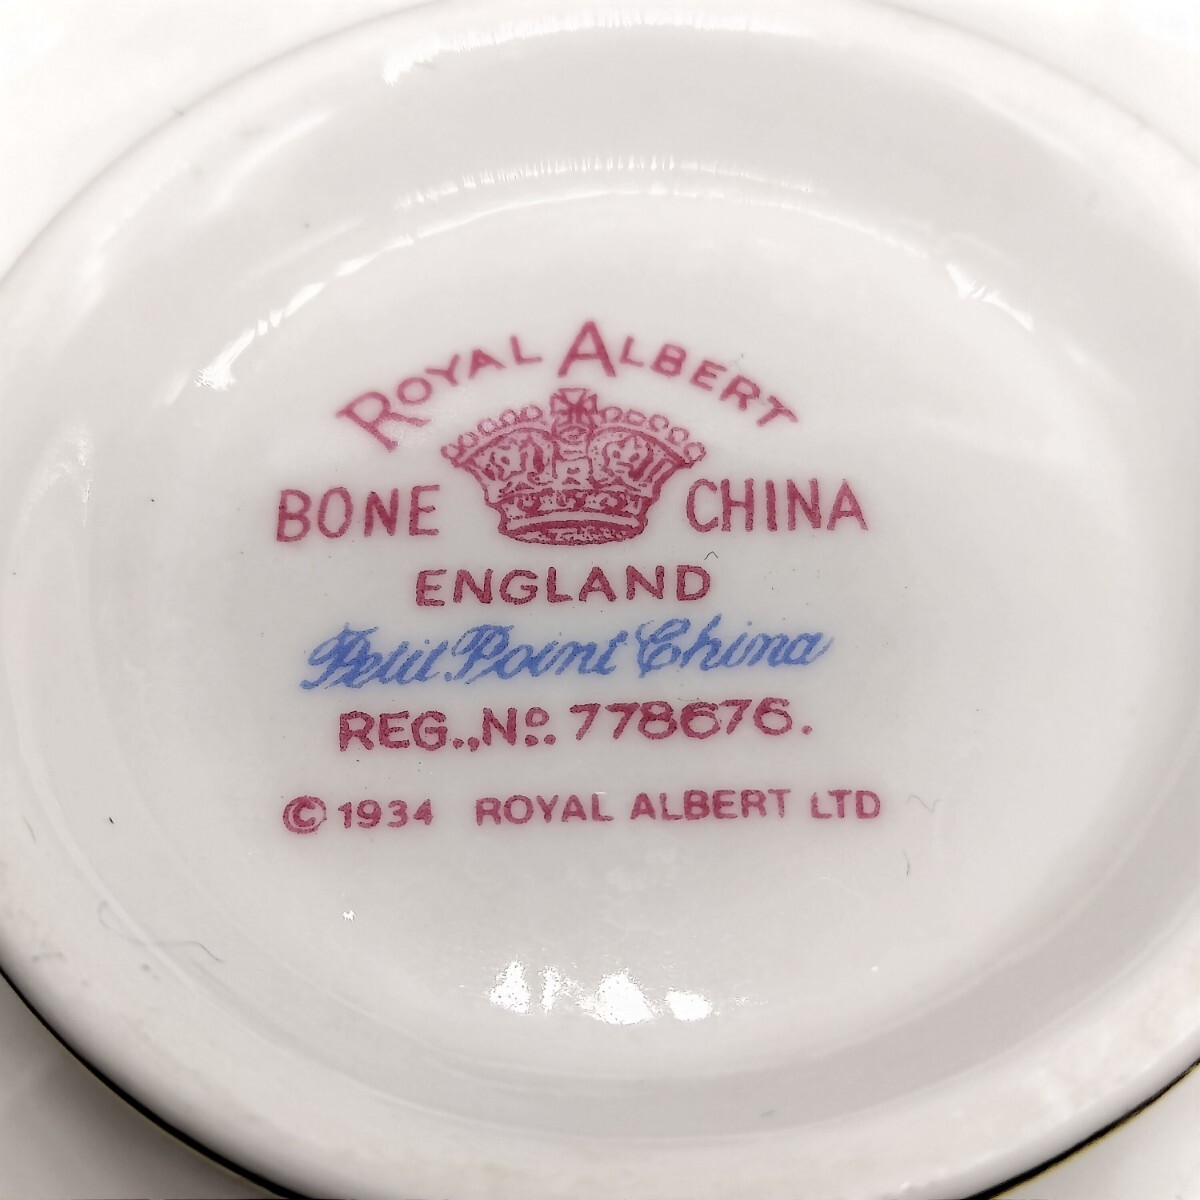 ROYAL ALBERT
BONE CHINA
ENGLAND
Petit Point China
REG., No. 778676.
© 1934 ROYAL ALBERT LTD